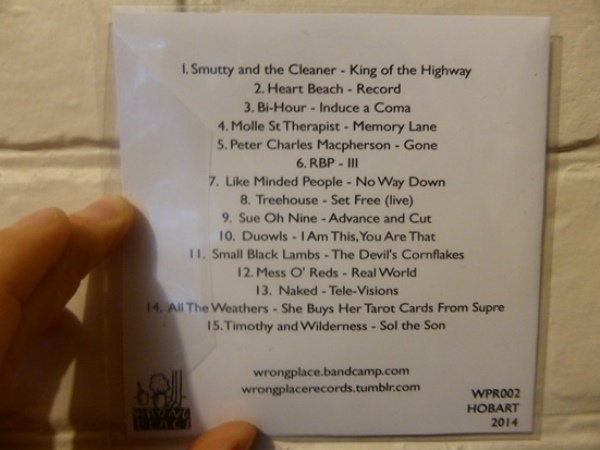 1. Smutty and the Cleaner - King of the Highway
2. Heart Beach - Record
3. Bi-Hour - Induce a Coma
4. Molle St Therapist - Memory Lane
5. Peter Charles Macpherson - Gone
6. RBP - III
7. Like Minded People - No Way Down
8. Treehouse - Set Free (live)
9. Sue Oh Nine - Advance and Cut
10. Duowls - I Am This, You Are That
11. Small Black Lambs - The Devil's Cornflakes
12. Mess O' Reds - Real World
13. Naked - Tele-Visions
14. All The Weathers - She Buys Her Tarot Cards From Supre
15. Timothy and Wilderness - Sol the Son
wrongplace.bandcamp.com
wrongplacerecords.tumblr.com
WRONG
PLACE
WPR002
HOBART
2014